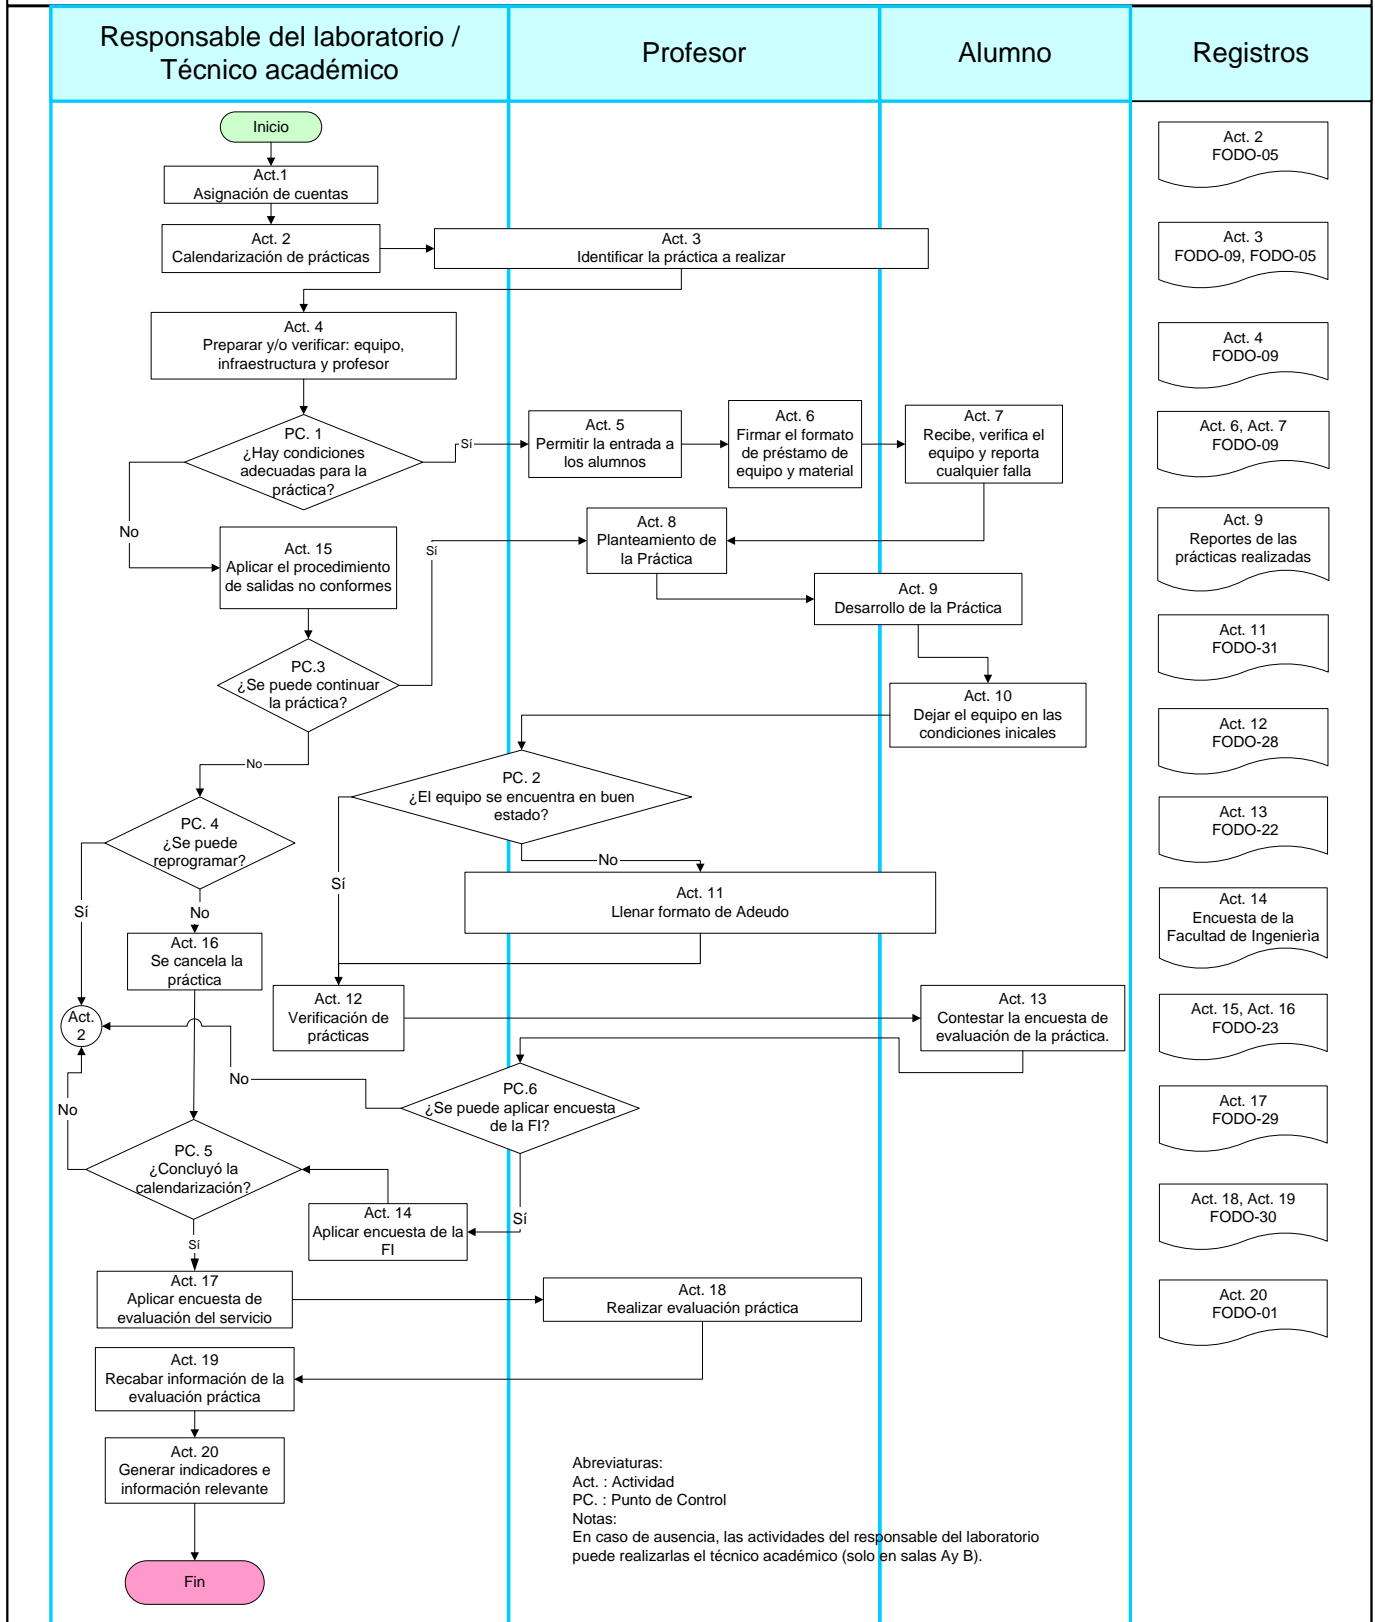 Responsable del laboratorio /
Técnico académico
Profesor
Alumno
Registros
Inicio
Act.1
Asignación de cuentas
Act. 2
Calendarización de prácticas
Act. 3
Identificar la práctica a realizar
Act. 4
Preparar y/o verificar: equipo,
infraestructura y profesor
PC. 1
¿Hay condiciones
adecuadas para la
práctica?
Sí
No
Act. 5
Permitir la entrada a
los alumnos
Act. 6
Firmar el formato
de préstamo de
equipo y material
Act. 7
Recibe, verifica el
equipo y reporta
cualquier falla
Act. 15
Aplicar el procedimiento
de salidas no conformes
Sí
Act. 8
Planteamiento de
la Práctica
Act. 9
Desarrollo de la Práctica
PC.3
¿Se puede continuar
la práctica?
No
Act. 10
Dejar el equipo en las
condiciones inicales
PC. 2
¿El equipo se encuentra en buen
estado?
No
Sí
PC. 4
¿Se puede
reprogramar?
Sí
No
Act. 11
Llenar formato de Adeudo
Act. 16
Se cancela la
práctica
Act.
2
Act. 12
Verificación de
prácticas
Act. 13
Contestar la encuesta de
evaluación de la práctica.
PC.6
¿Se puede aplicar encuesta
de la FI?
No
Sí
No
PC. 5
¿Concluyó la
calendarización?
Sí
Act. 14
Aplicar encuesta de la
FI
Act. 17
Aplicar encuesta de
evaluación del servicio
Act. 18
Realizar evaluación práctica
Act. 19
Recabar información de la
evaluación práctica
Act. 20
Generar indicadores e
información relevante
Fin
Abreviaturas:
Act. : Actividad
PC. : Punto de Control
Notas:
En caso de ausencia, las actividades del responsable del laboratorio
puede realizarlas el técnico académico (solo en salas Ay B).
Act. 2
FODO-05
Act. 3
FODO-09, FODO-05
Act. 4
FODO-09
Act. 6, Act. 7
FODO-09
Act. 9
Reportes de las
prácticas realizadas
Act. 11
FODO-31
Act. 12
FODO-28
Act. 13
FODO-22
Act. 14
Encuesta de la
Facultad de Ingenierìa
Act. 15, Act. 16
FODO-23
Act. 17
FODO-29
Act. 18, Act. 19
FODO-30
Act. 20
FODO-01